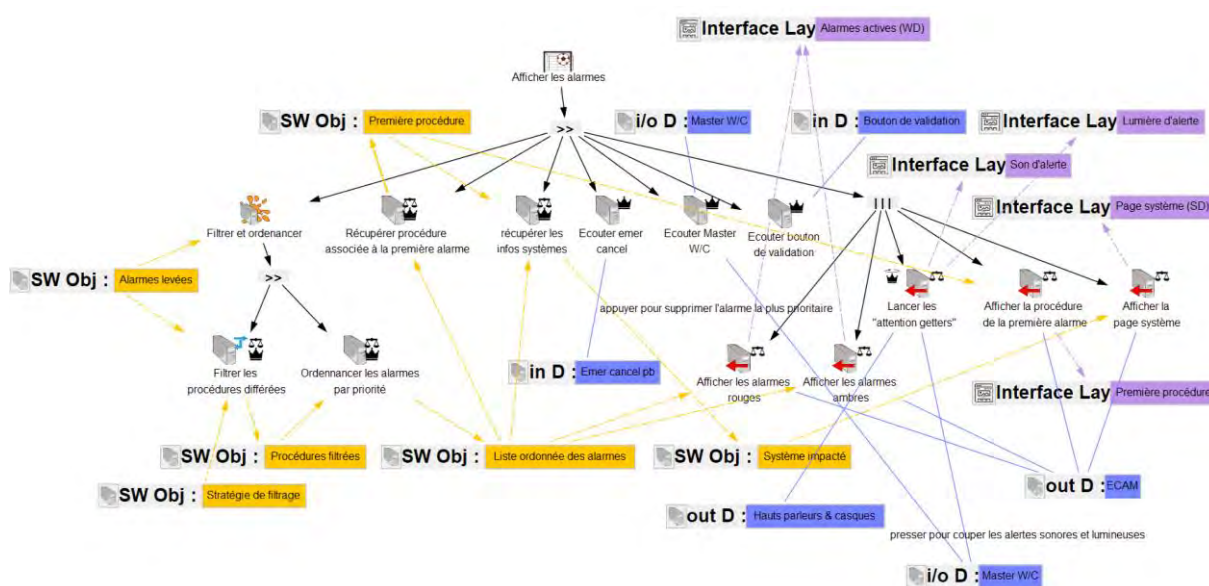 Interface Lay Alarmes actives (WD)
Afficher les alarmes
SW Obj : Première procédure
>>
i/o D : Master W/C
in D : Bouton de validation
Interface Lay Lumière d'alerte
Interface Lay Son d'alerte
Interface Lay Page système (SD)
Filtrer et ordenancer
Récupérer procédure
associée à la première alarme
récupérer les
infos systèmes
Ecouter emer
cancel
Ecouter Master
W/C
Ecouter bouton
de validation
|||
SW Obj : Alarmes levées
>>
appuyer pour supprimer l'alarme la plus prioritaire
Lancer les
"attention getters"
Afficher la procédure
de la première alarme
Afficher la
page système
Filtrer les
procédures différées
Ordennancer les alarmes
par priorité
in D : Emer cancel pb
Afficher les alarmes
rouges
Afficher les alarmes
ambres
Interface Lay Première procédure
SW Obj : Procédures filtrées
SW Obj : Liste ordonnée des alarmes
SW Obj : Système impacté
SW Obj : Stratégie de filtrage
out D : ECAM
out D : Hauts parleurs & casques
presser pour couper les alertes sonores et lumineuses
i/o D : Master W/C